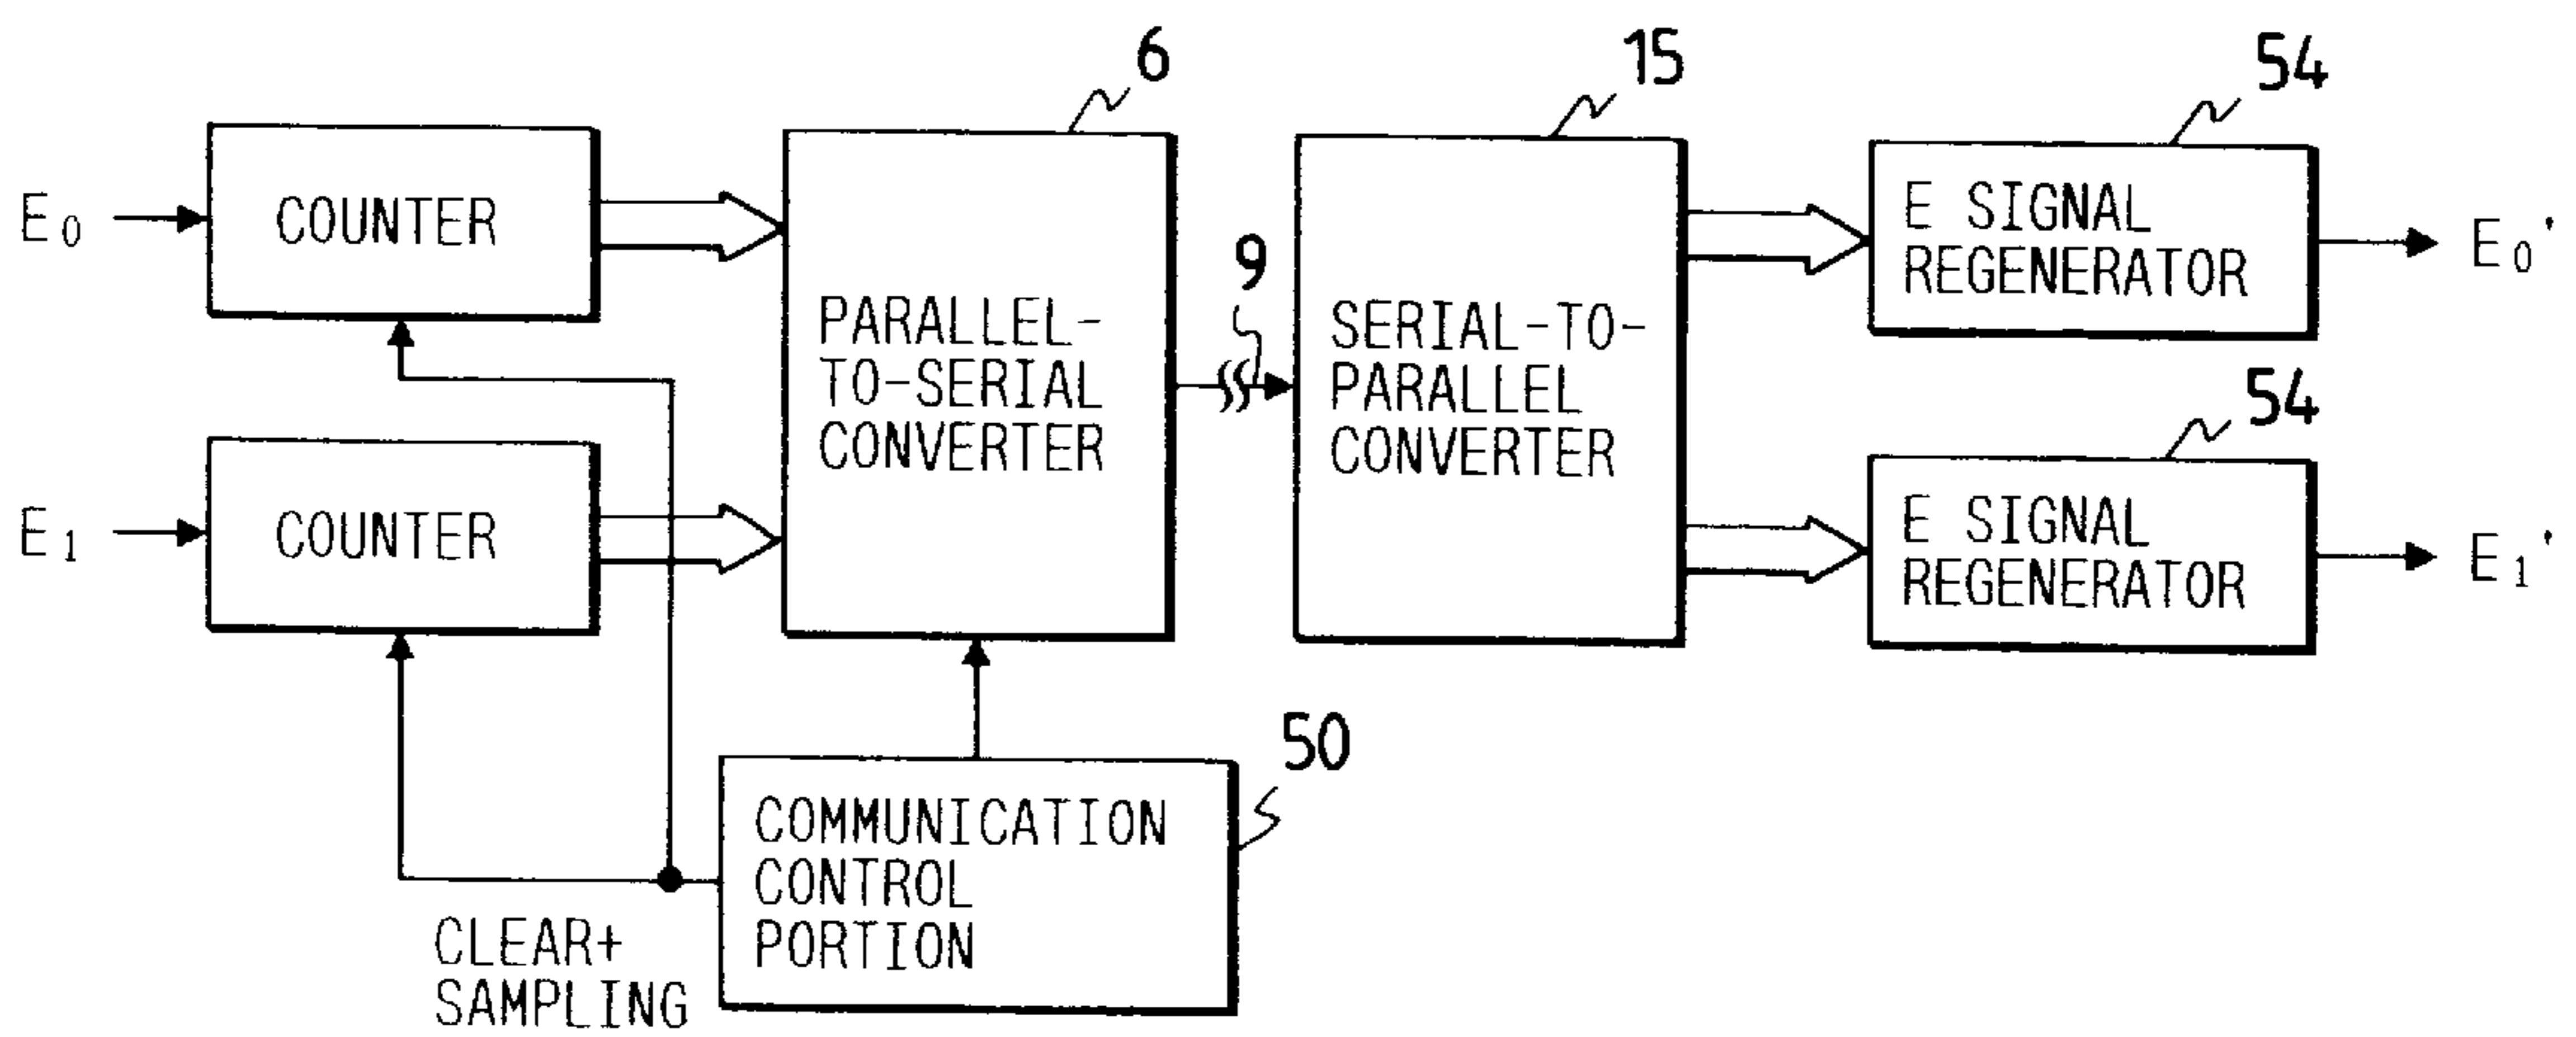 6
15
54
E0
COUNTER
PARALLEL-
TO-SERIAL
CONVERTER
9
SERIAL-TO-
PARALLEL
CONVERTER
E SIGNAL
REGENERATOR
E0'
54
E1
COUNTER
E SIGNAL
REGENERATOR
E1'
50
COMMUNICATION
CONTROL
PORTION
CLEAR+
SAMPLING